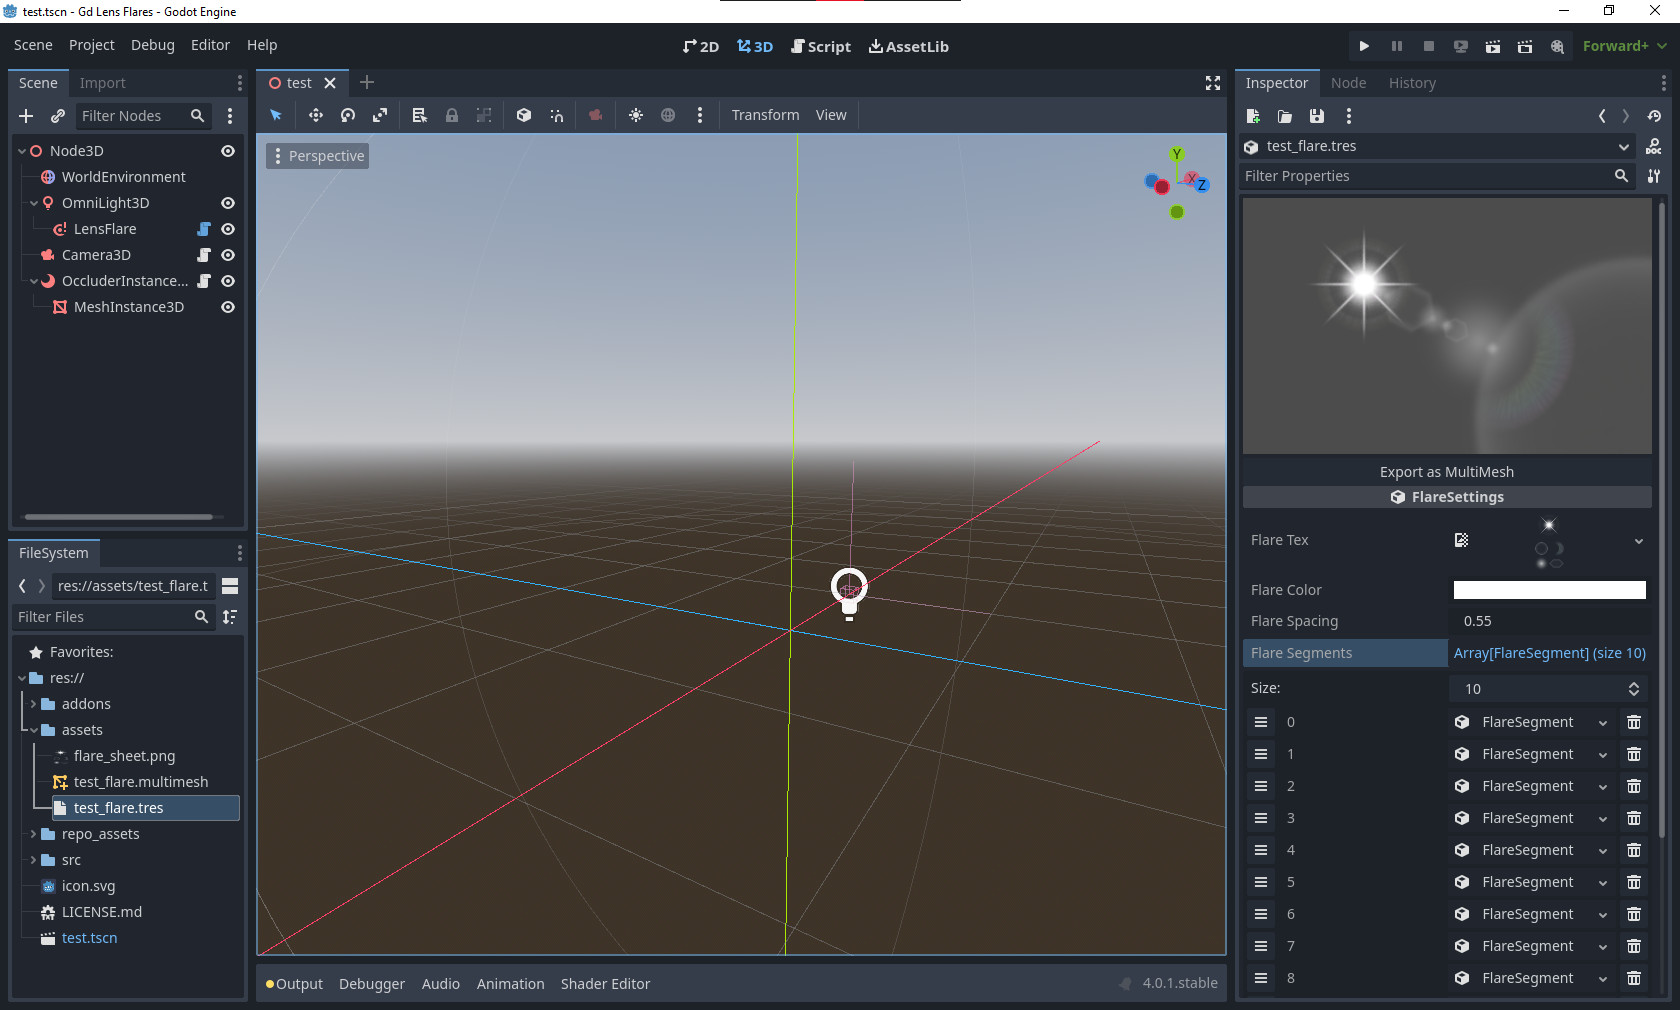 test.tscn - Gd Lens Flares - Godot Engine
Scene Project Debug Editor Help
2D 3D Script AssetLib
Forward+
Scene Import
Filter Nodes
Node3D
WorldEnvironment
OmniLight3D
LensFlare
Camera3D
OccluderInstance...
MeshInstance3D
FileSystem
res://assets/test_flare.t
Filter Files
Favorites:
res://
addons
assets
flare_sheet.png
test_flare.multimesh
test_flare.tres
repo_assets
src
icon.svg
LICENSE.md
test.tscn
test
Transform View
Perspective
Y
X
Z
Output Debugger Audio Animation Shader Editor
4.0.1.stable
Inspector Node History
test_flare.tres
DOC
Filter Properties
Export as MultiMesh
FlareSettings
Flare Tex
Flare Color
Flare Spacing 0.55
Flare Segments Array[FlareSegment] (size 10)
Size: 10
0 FlareSegment
1 FlareSegment
2 FlareSegment
3 FlareSegment
4 FlareSegment
5 FlareSegment
6 FlareSegment
7 FlareSegment
8 FlareSegment